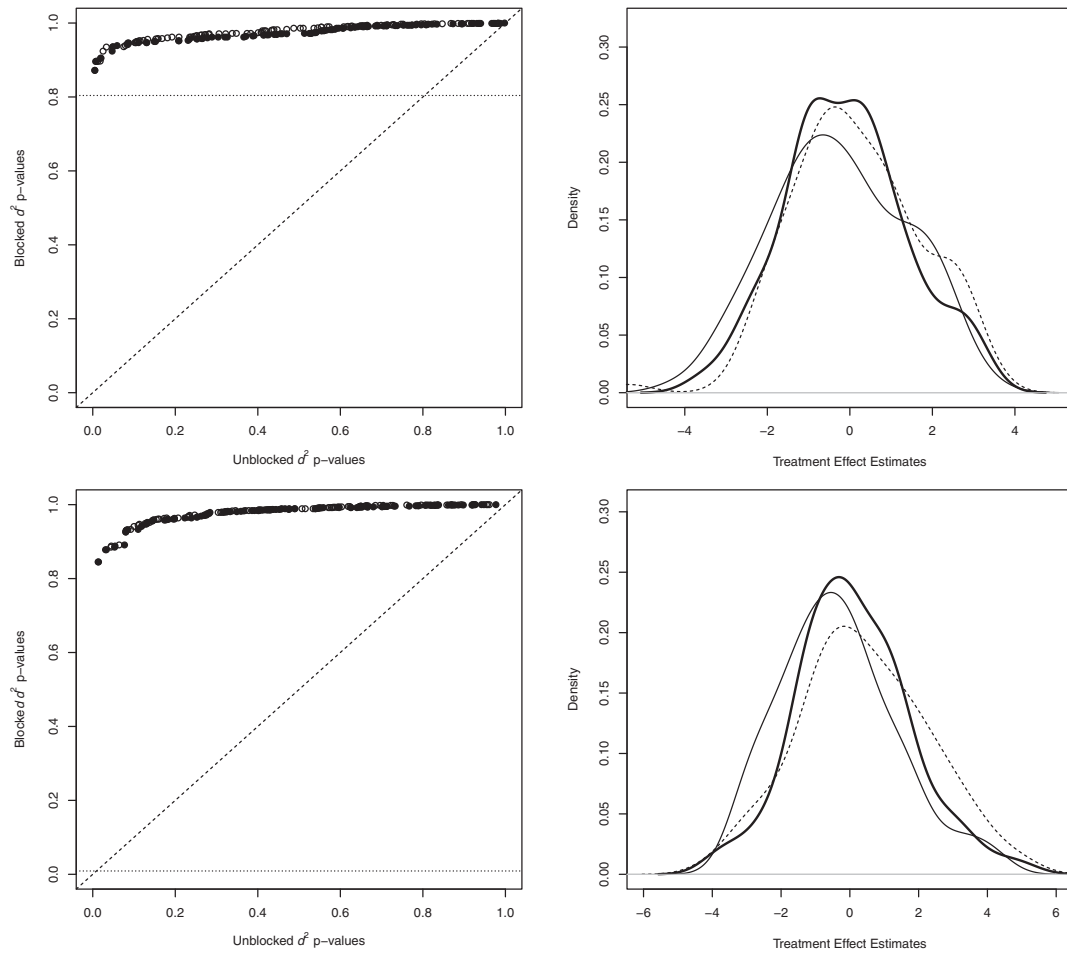 1.0
0.8
0.6
0.4
0.2
0.0
Blocked d² p−values
0.0 0.2 0.4 0.6 0.8 1.0
Unblocked d² p−values
0.30
0.25
0.20
0.15
0.10
0.05
0.00
Density
−4 −2 0 2 4
Treatment Effect Estimates
1.0
0.8
0.6
0.4
0.2
0.0
Blocked d² p−values
0.0 0.2 0.4 0.6 0.8 1.0
Unblocked d² p−values
0.30
0.25
0.20
0.15
0.10
0.05
0.00
Density
−6 −4 −2 0 2 4 6
Treatment Effect Estimates